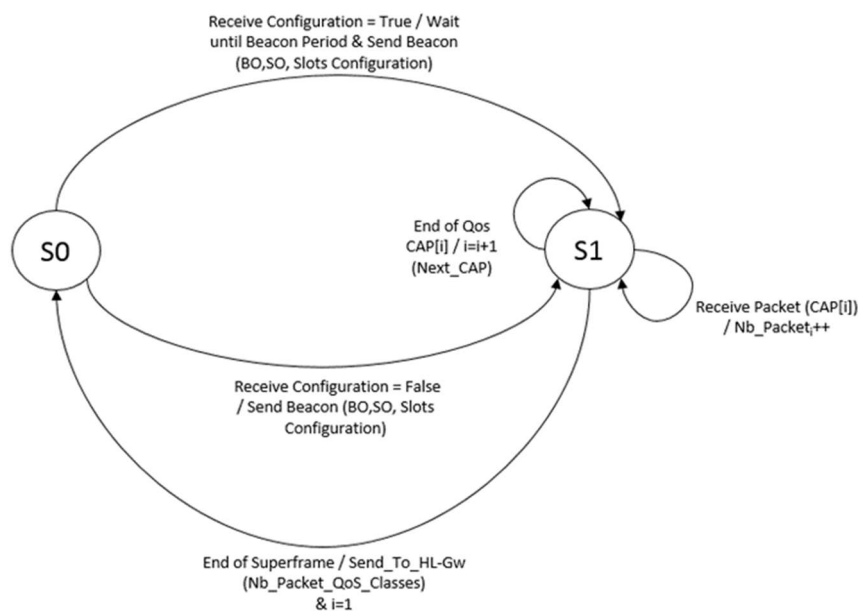 Receive Configuration = True / Wait
until Beacon Period & Send Beacon
(BO,SO, Slots Configuration)
S0
End of Qos
CAP[i] / i=i+1
(Next_CAP)
S1
Receive Packet (CAP[i])
/ Nb_Packetᵢ++
Receive Configuration = False
/ Send Beacon (BO,SO, Slots
Configuration)
End of Superframe / Send_To_HL-Gw
(Nb_Packet_QoS_Classes)
& i=1